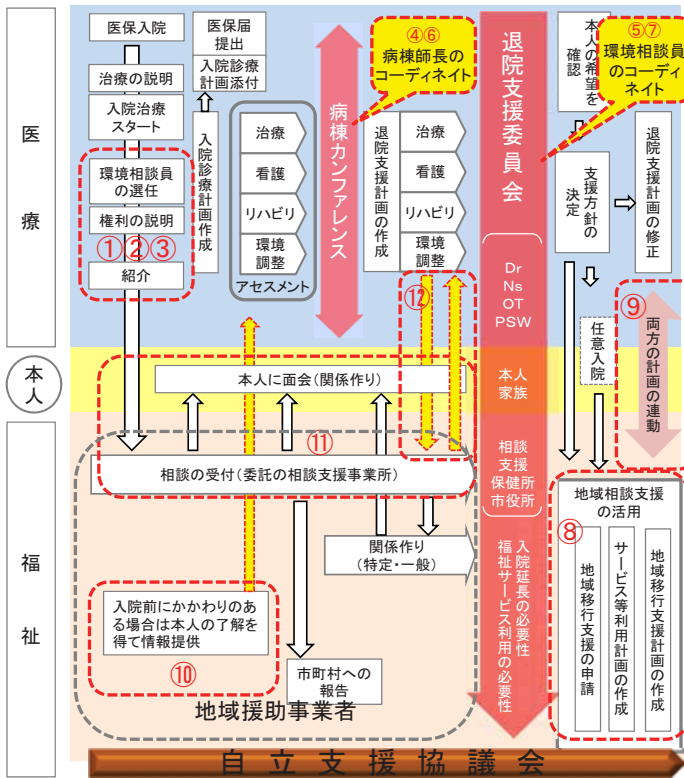 医療
本人
福祉
医保入院
治療の説明
入院治療
スタート
環境相談員
の選任
権利の説明
①②③
紹介
医保届
提出
入院診療
計画添付
入院診療計画作成
治療
看護
リハビリ
環境
調整
アセスメント
病棟カンファレンス
④⑥
病棟師長の
コーディネイト
退院支援計画の作成
治療
看護
リハビリ
環境
調整
⑫
退院支援委員会
Dr
Ns
OT
PSW
本人
家族
相談
支援
保健所
市役所
入院延長の必要性
福祉サービス利用の必要性
本人の希望を
確認
⑤⑦
環境相談員
のコーディ
ネイト
支援方針の
決定
退院支援計画の修正
任意入院
⑨
両方の計画の連動
本人に面会(関係作り)
⑪
相談の受付(委託の相談支援事業所)
関係作り
(特定・一般)
入院前にかかわりのあ
る場合は本人の了解を
得て情報提供
⑩
市町村への
報告
地域援助事業者
地域相談支援
の活用
⑧
地域移行支援の申請
サービス等利用計画の作成
地域移行支援計画の作成
自立支援協議会